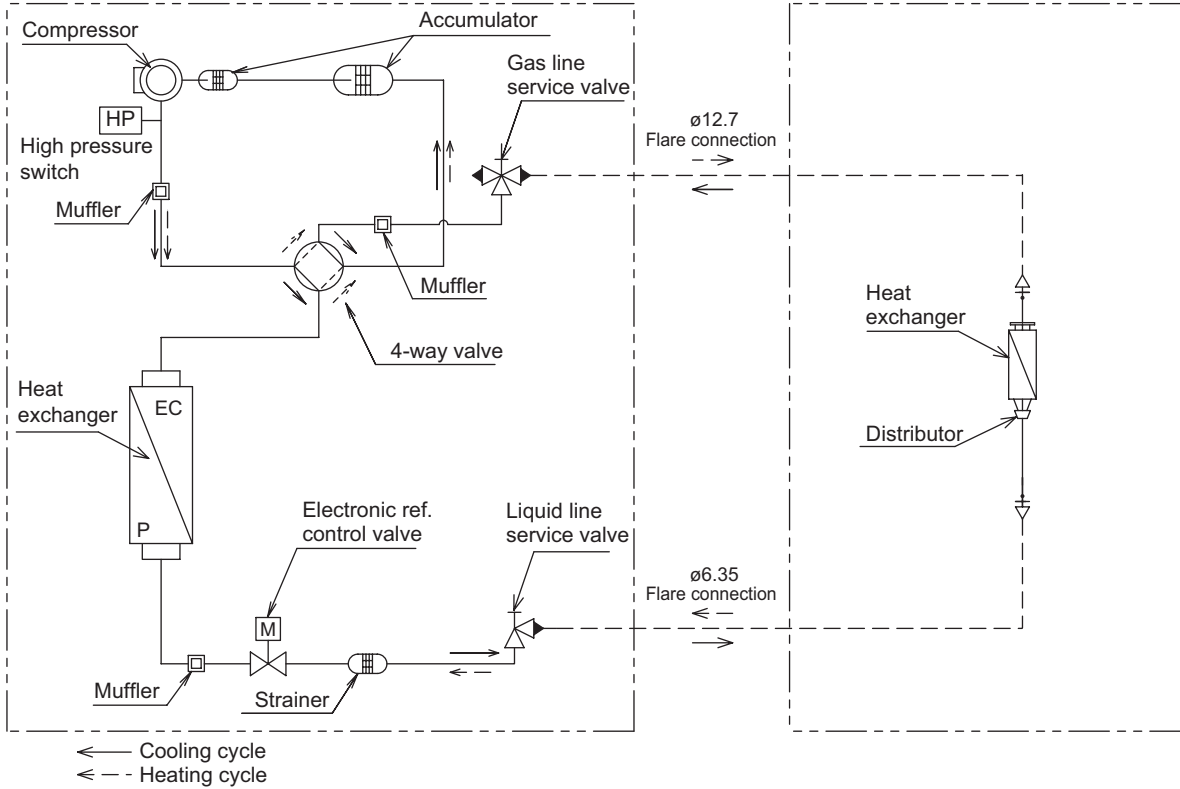 Compressor
Accumulator
Gas line
service valve
HP
High pressure
switch
Muffler
ø12.7
Flare connection
Muffler
4-way valve
Heat
exchanger
EC
P
Heat
exchanger
Distributor
Electronic ref.
control valve
M
Liquid line
service valve
ø6.35
Flare connection
Muffler
Strainer
Cooling cycle
Heating cycle